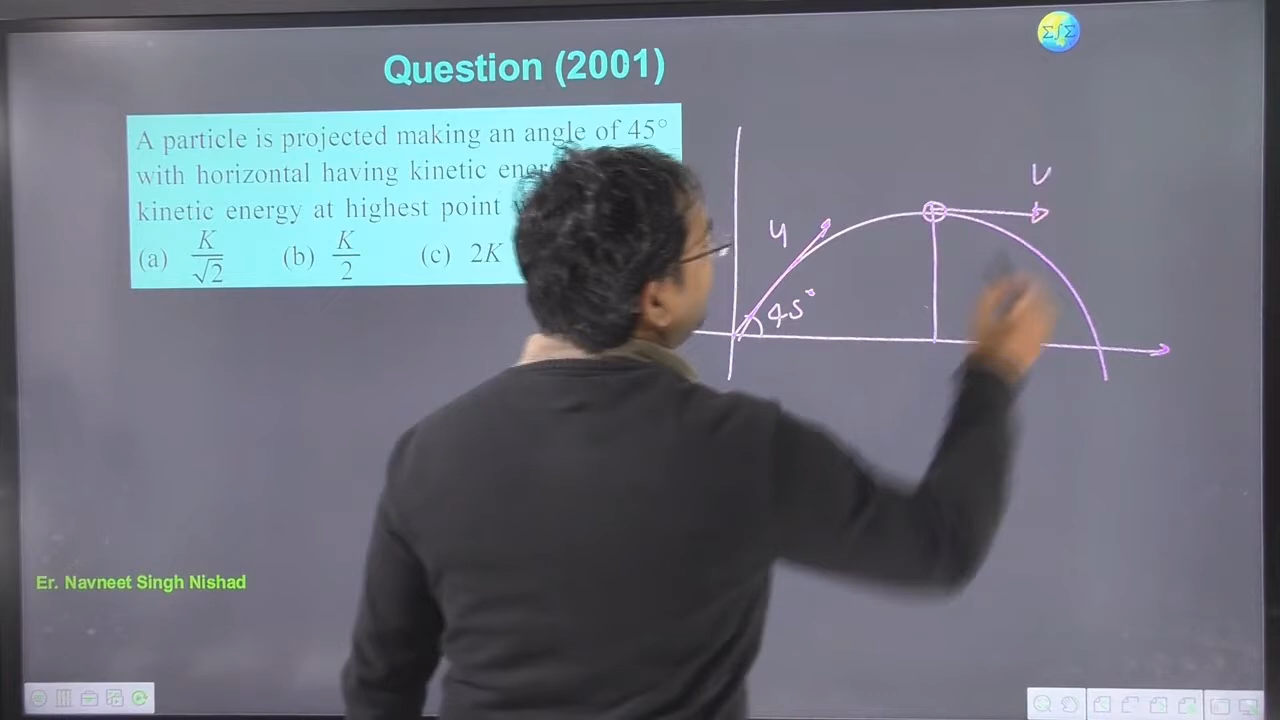 Question (2001)
A particle is projected making an angle of 45°
with horizontal having kinetic
kinetic energy at highest point
(a) K/√2 (b) K/2 (c) 2K
u
45°
v
Er. Navneet Singh Nishad
Σ∫Σ